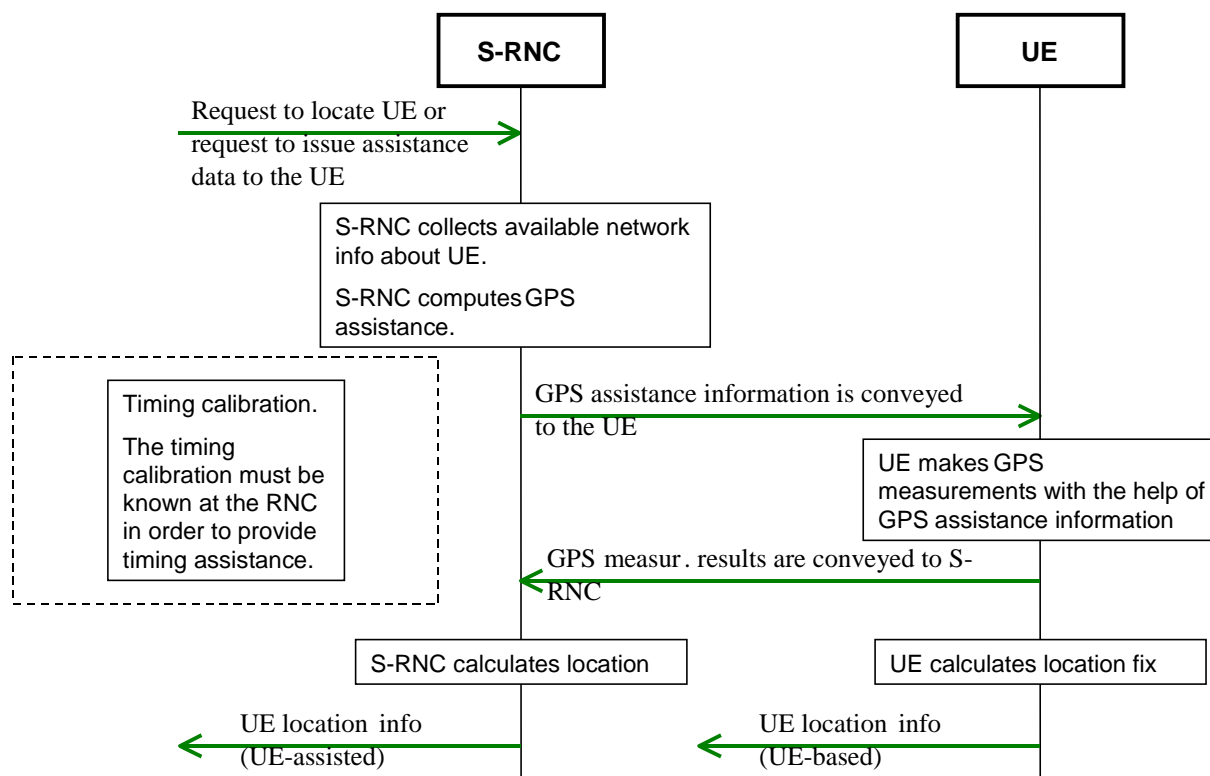 S-RNC
UE
Request to locate UE or
request to issue assistance
data to the UE
S-RNC collects available network
info about UE.
S-RNC computes GPS
assistance.
Timing calibration.
The timing
calibration must be
known at the RNC
in order to provide
timing assistance.
GPS assistance information is conveyed
to the UE
UE makes GPS
measurements with the help of
GPS assistance information
GPS measur. results are conveyed to S-
RNC
S-RNC calculates location
UE calculates location fix
UE location info
(UE-assisted)
UE location info
(UE-based)